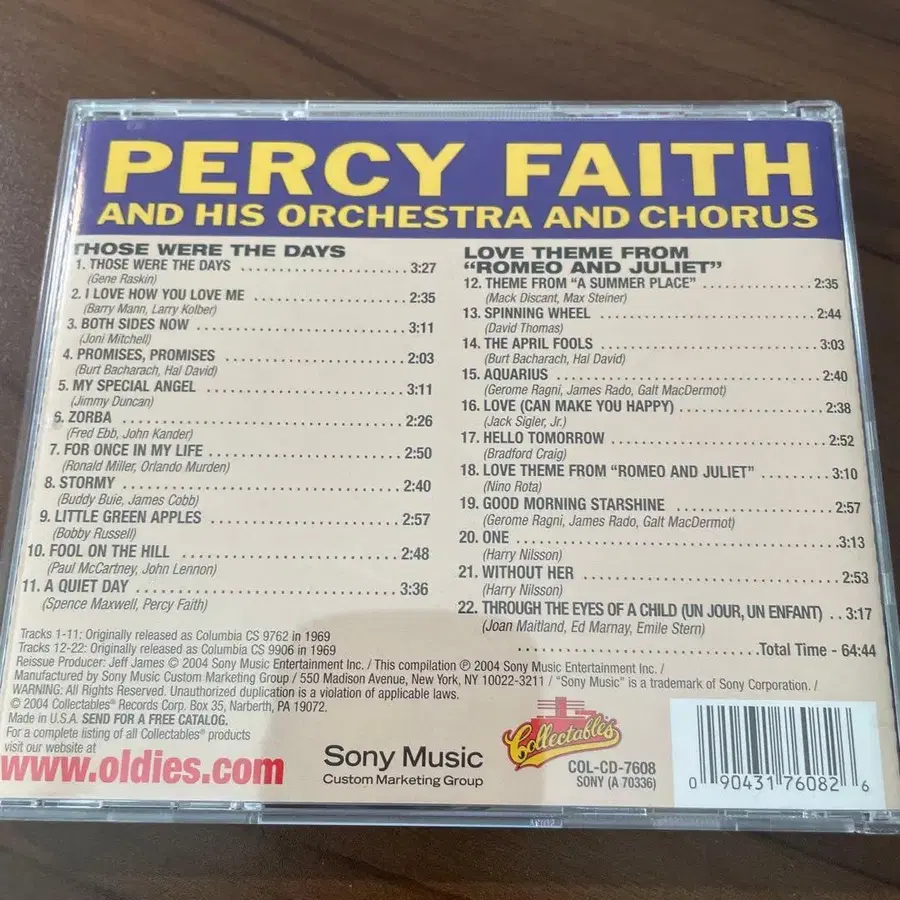 PERCY FAITH
AND HIS ORCHESTRA AND CHORUS
THOSE WERE THE DAYS
1. THOSE WERE THE DAYS ........................ 3:27
(Gene Raskin)
2. I LOVE HOW YOU LOVE ME ........................ 2:35
(Barry Mann, Larry Kolber)
3. BOTH SIDES NOW ........................ 3:11
(Joni Mitchell)
4. PROMISES, PROMISES ........................ 2:03
(Burt Bacharach, Hal David)
5. MY SPECIAL ANGEL ........................ 3:11
(Jimmy Duncan)
6. ZORBA ........................ 2:26
(Fred Ebb, John Kander)
7. FOR ONCE IN MY LIFE ........................ 2:50
(Ronald Miller, Orlando Murden)
8. STORMY ........................ 2:40
(Buddy Buie, James Cobb)
9. LITTLE GREEN APPLES ........................ 2:57
(Bobby Russell)
10. FOOL ON THE HILL ........................ 2:48
(Paul McCartney, John Lennon)
11. A QUIET DAY ........................ 3:36
(Spence Maxwell, Percy Faith)
LOVE THEME FROM
"ROMEO AND JULIET"
12. THEME FROM "A SUMMER PLACE" ........................ 2:35
(Mack Discant, Max Steiner)
13. SPINNING WHEEL ........................ 2:44
(David Thomas)
14. THE APRIL FOOLS ........................ 3:03
(Burt Bacharach, Hal David)
15. AQUARIUS ........................ 2:40
(Gerome Ragni, James Rado, Galt MacDermot)
16. LOVE (CAN MAKE YOU HAPPY) ........................ 2:38
(Jack Sigler, Jr.)
17. HELLO TOMORROW ........................ 2:52
(Bradford Craig)
18. LOVE THEME FROM "ROMEO AND JULIET" ........................ 3:10
(Nino Rota)
19. GOOD MORNING STARSHINE ........................ 2:57
(Gerome Ragni, James Rado, Galt MacDermot)
20. ONE ........................ 3:13
(Harry Nilsson)
21. WITHOUT HER ........................ 2:53
(Harry Nilsson)
22. THROUGH THE EYES OF A CHILD (UN JOUR, UN ENFANT) .. 3:17
(Joan Maitland, Ed Marnay, Emile Stern)
........................Total Time - 64:44
Tracks 1-11: Originally released as Columbia CS 9762 in 1969
Tracks 12-22: Originally released as Columbia CS 9906 in 1969
Reissue Producer: Jeff James © 2004 Sony Music Entertainment Inc. / This compilation ℗ 2004 Sony Music Entertainment Inc. /
Manufactured by Sony Music Custom Marketing Group / 550 Madison Avenue, New York, NY 10022-3211 / "Sony Music" is a trademark of Sony Corporation. /
WARNING: All Rights Reserved. Unauthorized duplication is a violation of applicable laws.
© 2004 Collectables® Records Corp. Box 35, Narberth, PA 19072.
Made in U.S.A. SEND FOR A FREE CATALOG.
For a complete listing of all Collectables® products
visit our website at
www.oldies.com
Sony Music
Custom Marketing Group
Collectables
COL-CD-7608
SONY (A 70336)
0 90431 76082 6